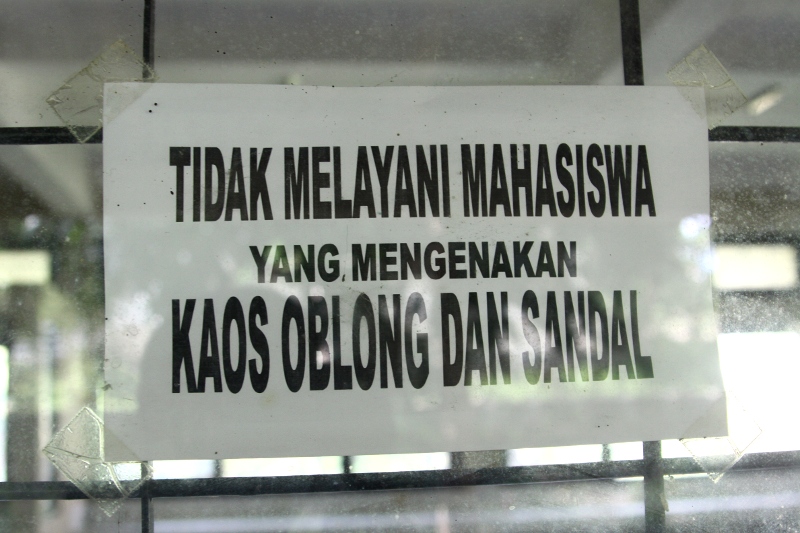 TIDAK MELAYANI MAHASISWA
YANG MENGENAKAN
KAOS OBLONG DAN SANDAL